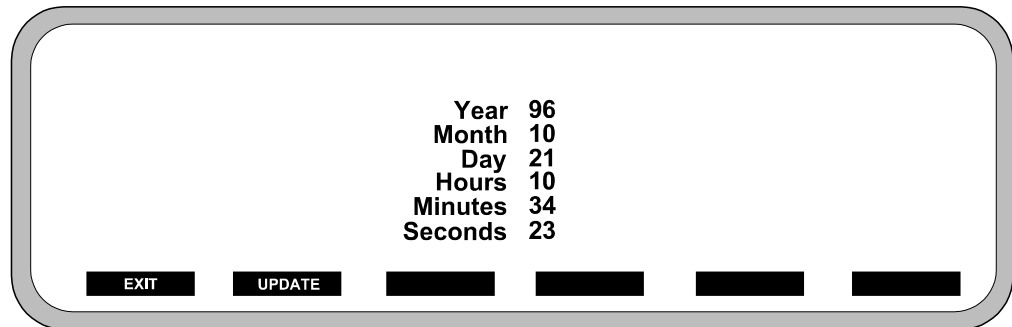 Year 96
Month 10
Day 21
Hours 10
Minutes 34
Seconds 23
EXIT UPDATE